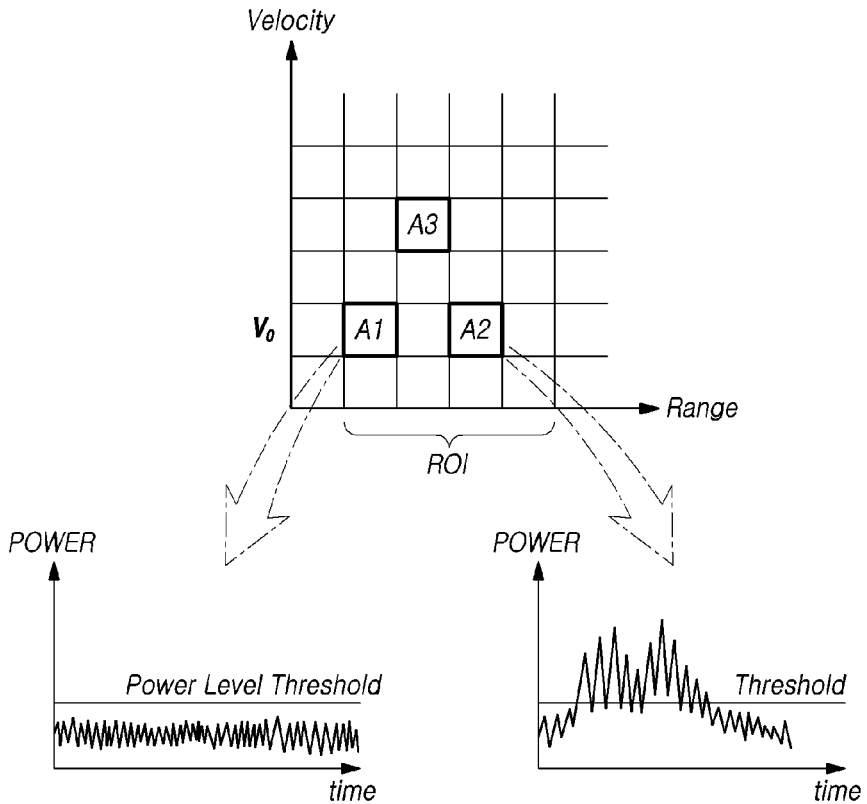 Velocity
A3
V0
A1
A2
Range
ROI
POWER
POWER
Power Level Threshold
Threshold
time
time